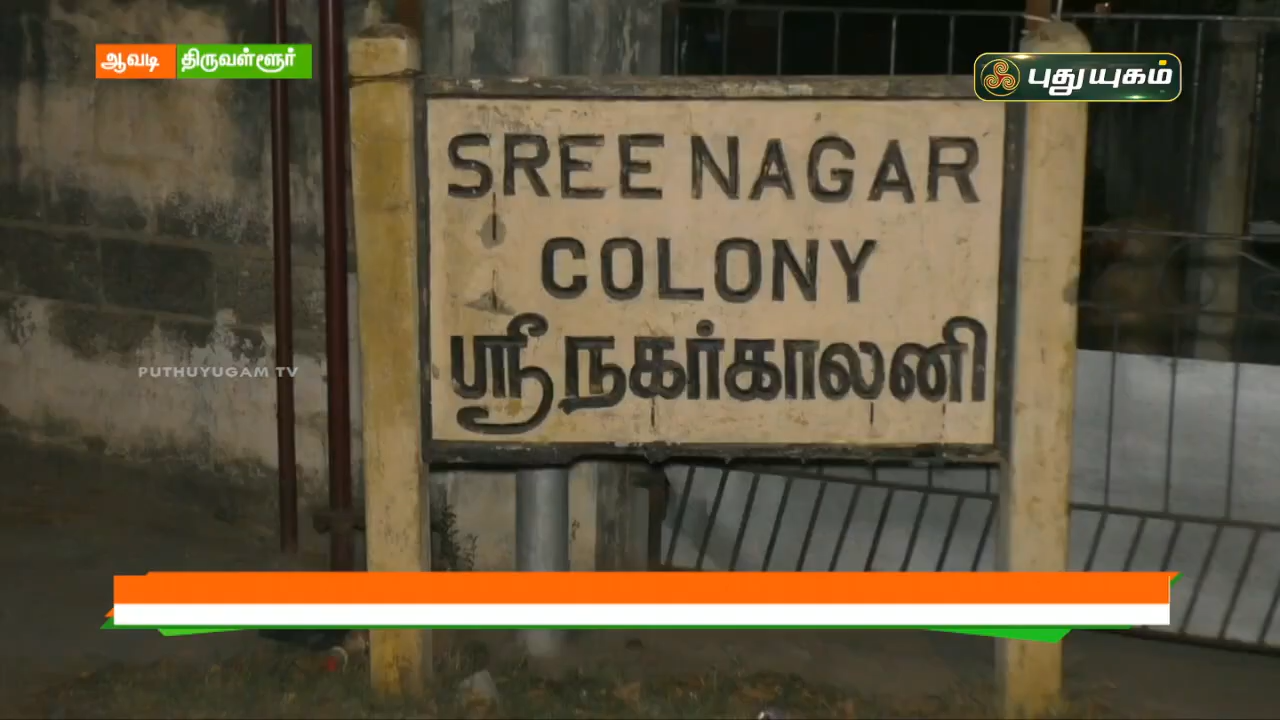 ஆவடி திருவள்ளூர்
புதுயுகம்
SREE NAGAR
COLONY
ஸ்ரீ நகர்காலனி
PUTHUYUGAM TV